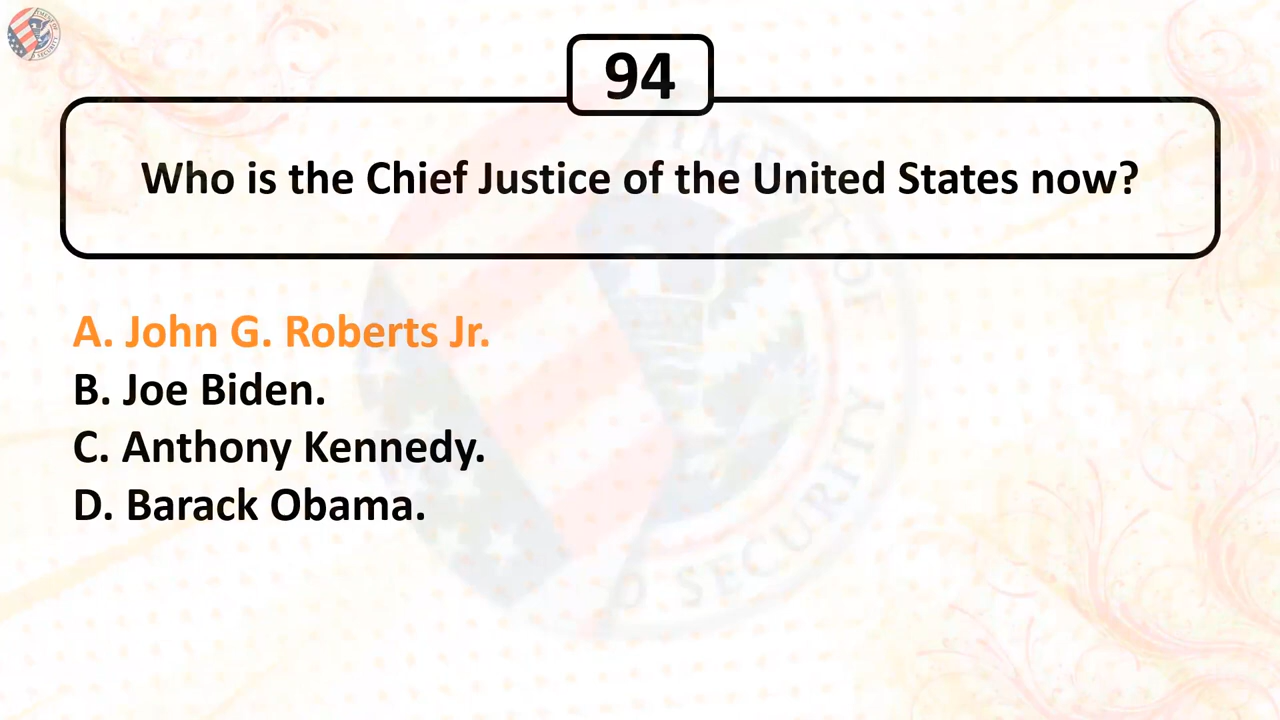 94
Who is the Chief Justice of the United States now?
A. John G. Roberts Jr.
B. Joe Biden.
C. Anthony Kennedy.
D. Barack Obama.
SECURITY